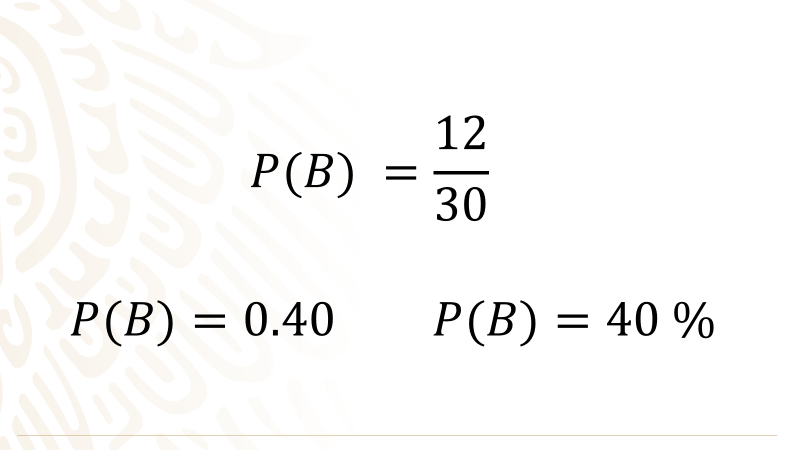 P(B) = 12/30
P(B) = 0.40 P(B) = 40 %